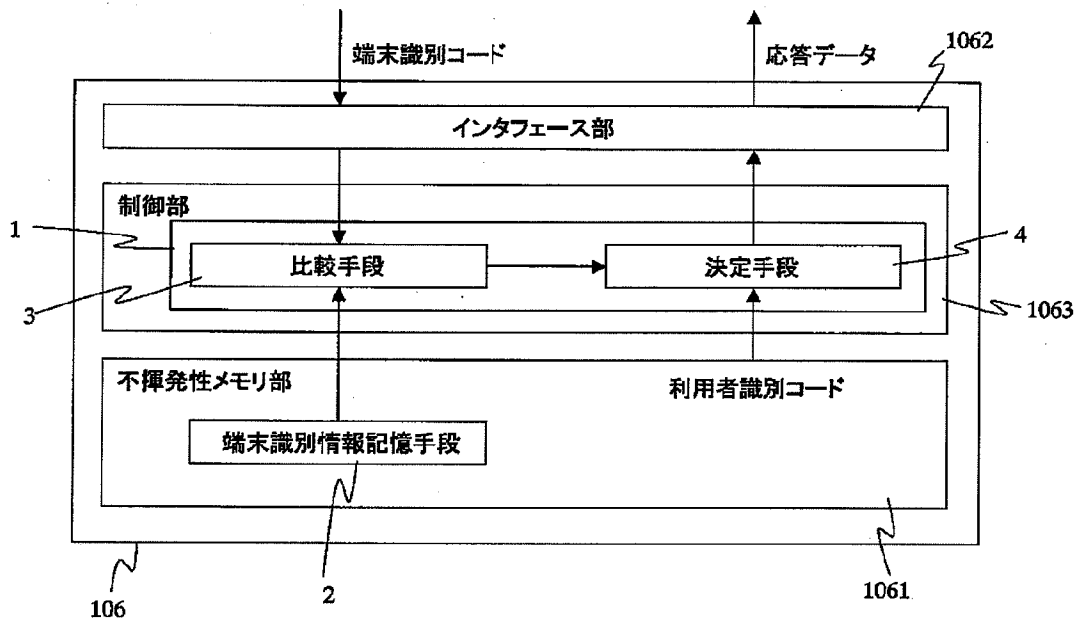 端末識別コード
応答データ
1062
インタフェース部
制御部
1
比較手段
決定手段
4
3
1063
不揮発性メモリ部
利用者識別コード
端末識別情報記憶手段
106
2
1061